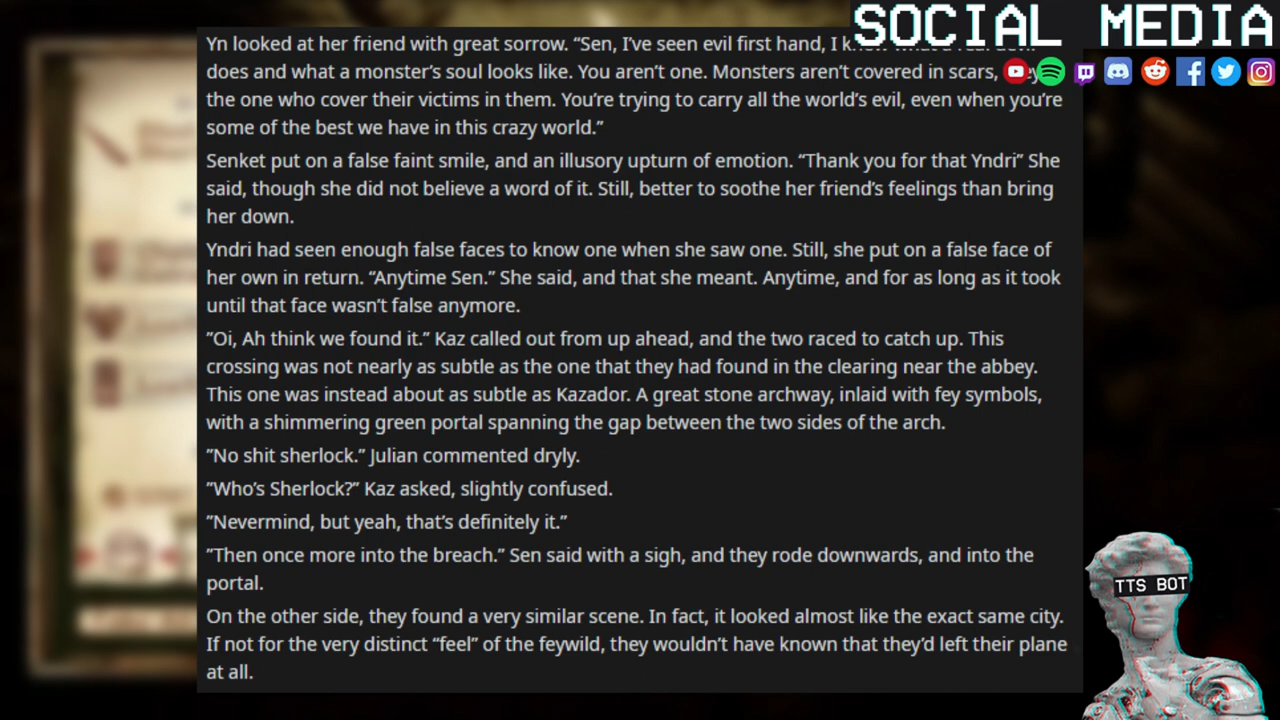 SOCIAL MEDIA
Yn looked at her friend with great sorrow. “Sen, I’ve seen evil first hand, I
does and what a monster’s soul looks like. You aren’t one. Monsters aren’t covered in scars,
the one who cover their victims in them. You’re trying to carry all the world’s evil, even when you’re
some of the best we have in this crazy world.”
Senket put on a false faint smile, and an illusory upturn of emotion. “Thank you for that Yndri” She
said, though she did not believe a word of it. Still, better to soothe her friend’s feelings than bring
her down.
Yndri had seen enough false faces to know one when she saw one. Still, she put on a false face of
her own in return. “Anytime Sen.” She said, and that she meant. Anytime, and for as long as it took
until that face wasn’t false anymore.
”Oi, Ah think we found it.” Kaz called out from up ahead, and the two raced to catch up. This
crossing was not nearly as subtle as the one that they had found in the clearing near the abbey.
This one was instead about as subtle as Kazador. A great stone archway, inlaid with fey symbols,
with a shimmering green portal spanning the gap between the two sides of the arch.
”No shit sherlock.” Julian commented dryly.
”Who’s Sherlock?” Kaz asked, slightly confused.
”Nevermind, but yeah, that’s definitely it.”
”Then once more into the breach.” Sen said with a sigh, and they rode downwards, and into the
portal.
On the other side, they found a very similar scene. In fact, it looked almost like the exact same city.
If not for the very distinct “feel” of the feywild, they wouldn’t have known that they’d left their plane
at all.
TTS BOT